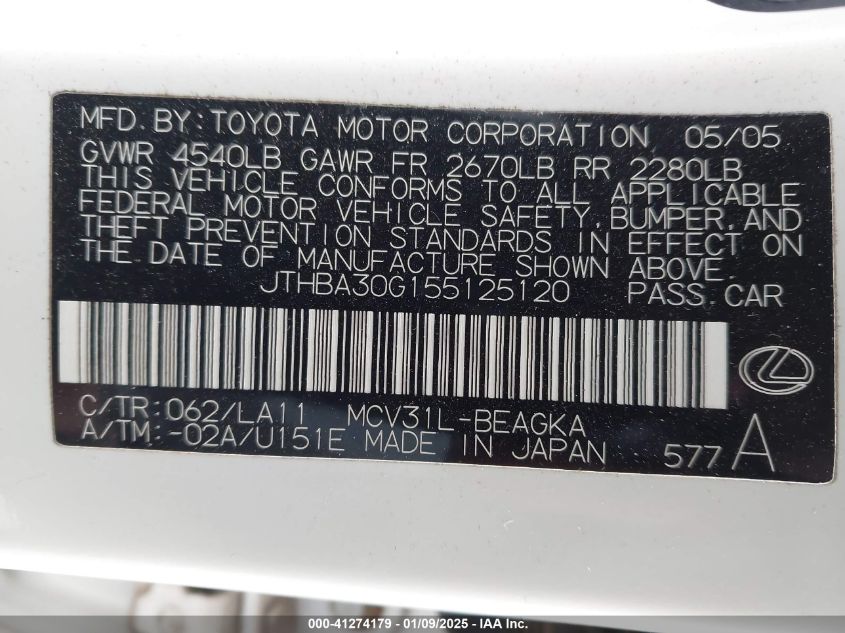 MFD. BY: TOYOTA MOTOR CORPORATION 05/05
GVWR 4540LB GAWR FR 2670LB RR 2280LB
THIS VEHICLE CONFORMS TO ALL APPLICABLE
FEDERAL MOTOR VEHICLE SAFETY, BUMPER, AND
THEFT PREVENTION STANDARDS IN EFFECT ON
THE DATE OF MANUFACTURE SHOWN ABOVE.
JTHBA30G155125120 PASS. CAR
C/TR: 062/LA11 MCV31L-BEAGKA
A/TM: -02A/U151E MADE IN JAPAN 577 A
000-41274179 - 01/09/2025 - IAA Inc.